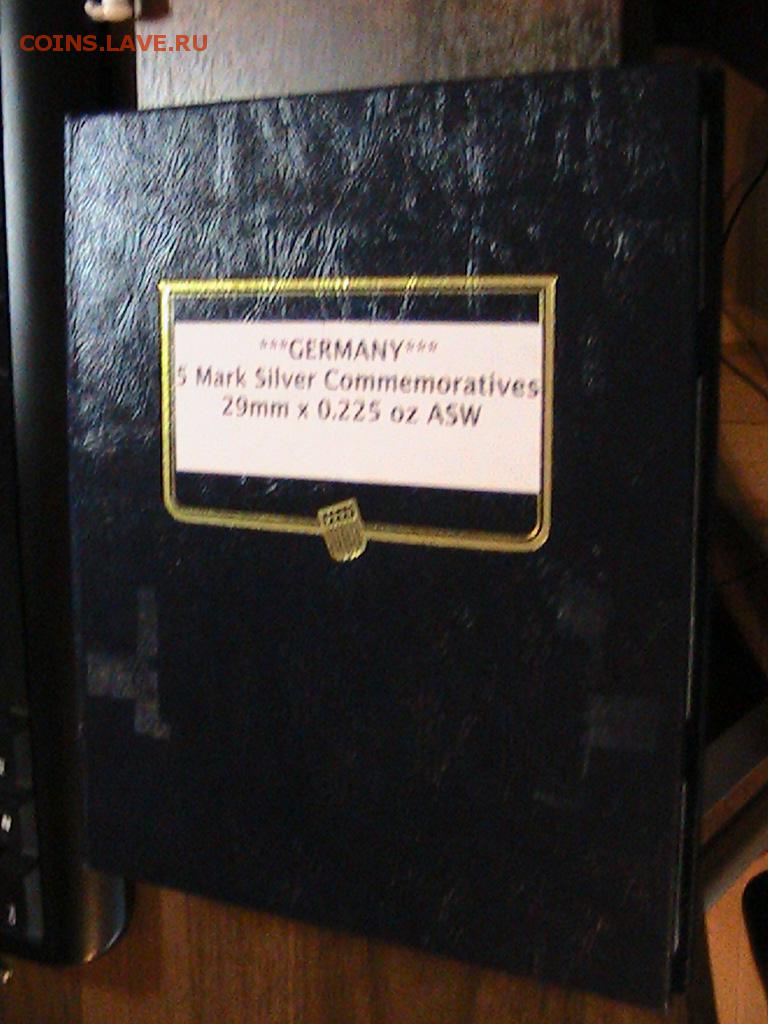 COINS.LAVE.RU
***GERMANY***
5 Mark Silver Commemoratives
29mm x 0.225 oz ASW